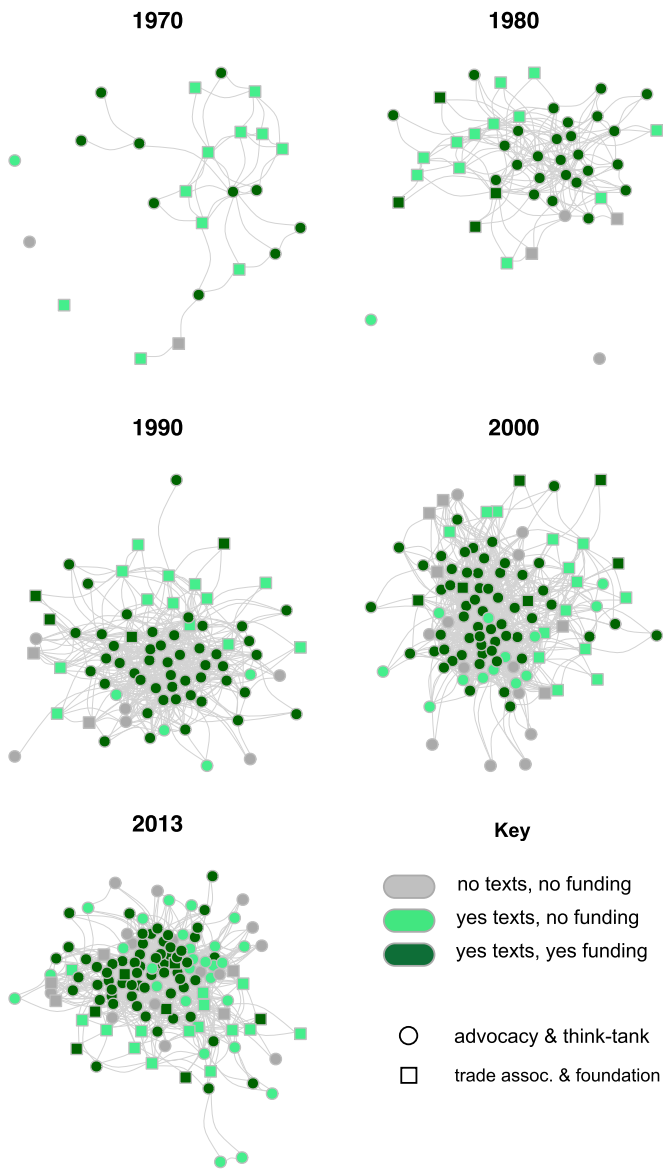 1970
1980
1990
2000
2013
Key
no texts, no funding
yes texts, no funding
yes texts, yes funding
advocacy & think-tank
trade assoc. & foundation